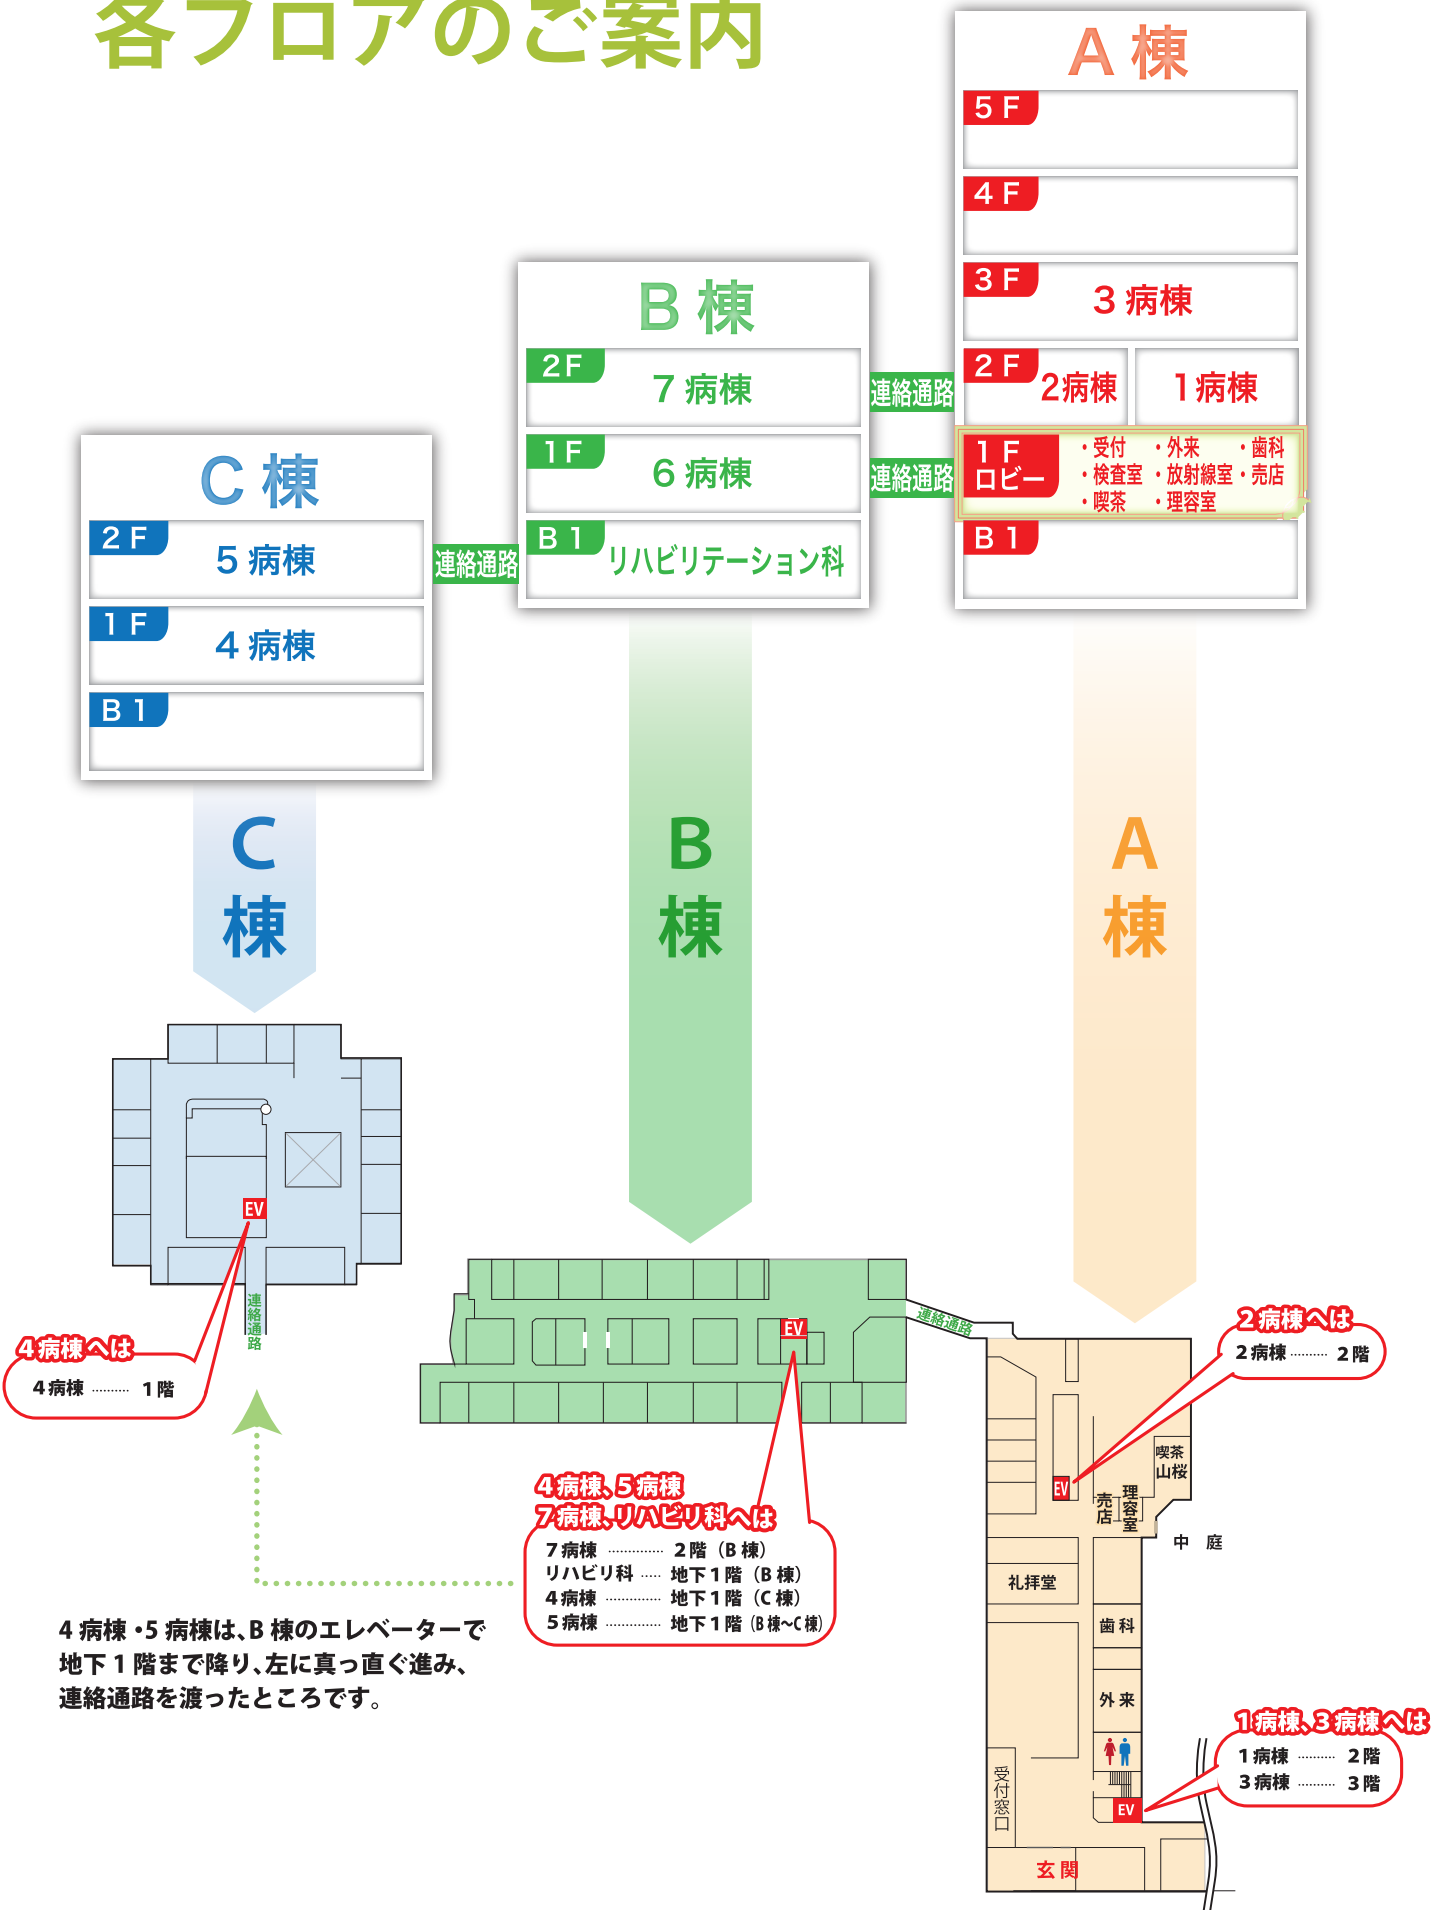 各フロアのご案内
A 棟
5 F
4 F
3 F
3 病棟
2 F
2病棟
1病棟
1 F
ロビー
・受付 ・外来 ・歯科
・検査室 ・放射線室 ・売店
・喫茶 ・理容室
B 1
B 棟
2 F
7 病棟
1 F
6 病棟
B 1
リハビリテーション科
連絡通路
連絡通路
C 棟
2 F
5 病棟
1 F
4 病棟
B 1
連絡通路
C棟
B棟
A棟
EV
連絡通路
4 病棟へは
4 病棟 ……… 1 階
EV
連絡通路
4 病棟、5 病棟
7 病棟、リハビリ科へは
7 病棟 …………… 2 階(B 棟)
リハビリ科 …… 地下 1 階(B 棟)
4 病棟 …………… 地下 1 階(C 棟)
5 病棟 …………… 地下 1 階(B 棟〜C 棟)
4 病棟・5 病棟は、B 棟のエレベーターで
地下 1 階まで降り、左に真っ直ぐ進み、
連絡通路を渡ったところです。
2 病棟へは
2 病棟 ……… 2 階
EV
喫茶
山桜
売店
理容室
中 庭
礼拝堂
歯 科
外 来
受付窓口
EV
玄 関
1 病棟、3 病棟へは
1 病棟 ……… 2 階
3 病棟 ……… 3 階